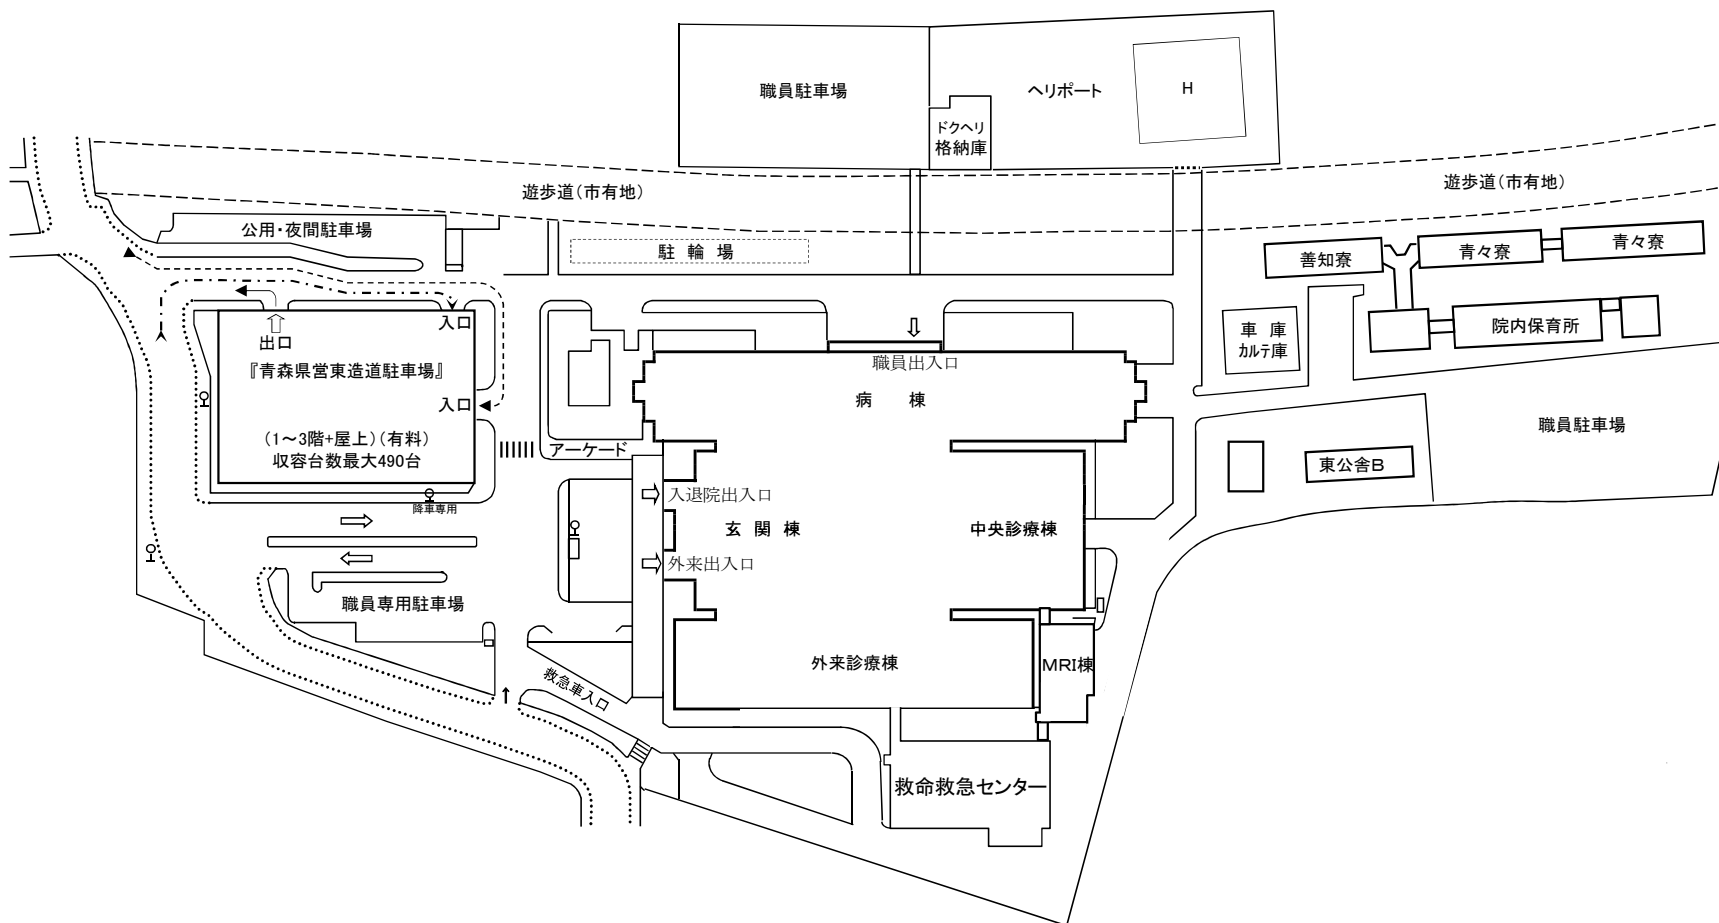 職員駐車場
ヘリポート
H
ドクヘリ
格納庫
遊歩道(市有地)
遊歩道(市有地)
公用・夜間駐車場
駐輪場
善知寮
青々寮
青々寮
入口
出口
車庫
カルテ庫
院内保育所
『青森県営東造道駐車場』
職員出入口
入口
病棟
(1～3階+屋上)(有料)
収容台数最大490台
アーケード
職員駐車場
東公舎B
入退院出入口
降車専用
玄関棟
中央診療棟
外来出入口
職員専用駐車場
外来診療棟
MRI棟
救急車入口
救命救急センター